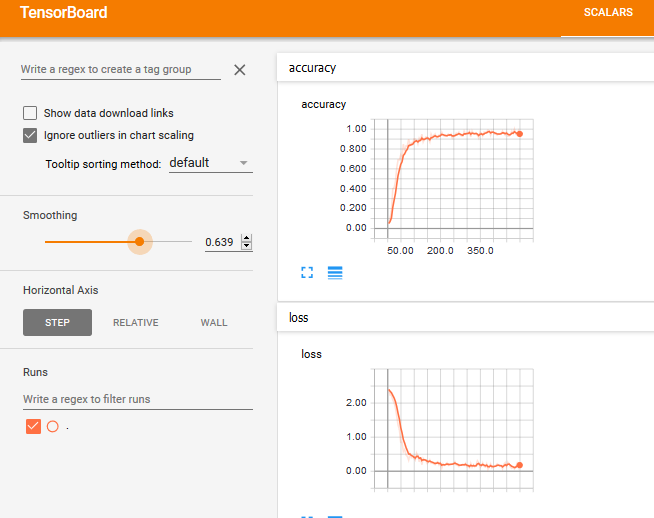 TensorBoard
SCALARS
Write a regex to create a tag group
Show data download links
Ignore outliers in chart scaling
Tooltip sorting method: default
Smoothing
0.639
Horizontal Axis
STEP RELATIVE WALL
Runs
Write a regex to filter runs
.
accuracy
accuracy
1.00
0.800
0.600
0.400
0.200
0.00
50.00 200.0 350.0
loss
loss
2.00
1.00
0.00